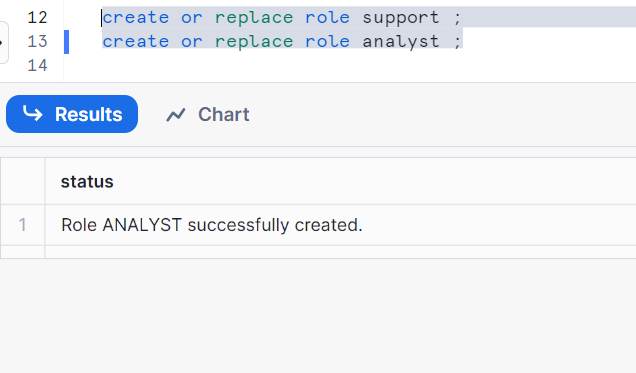 12 create or replace role support ;
13 create or replace role analyst ;
14
Results Chart
status
1 Role ANALYST successfully created.